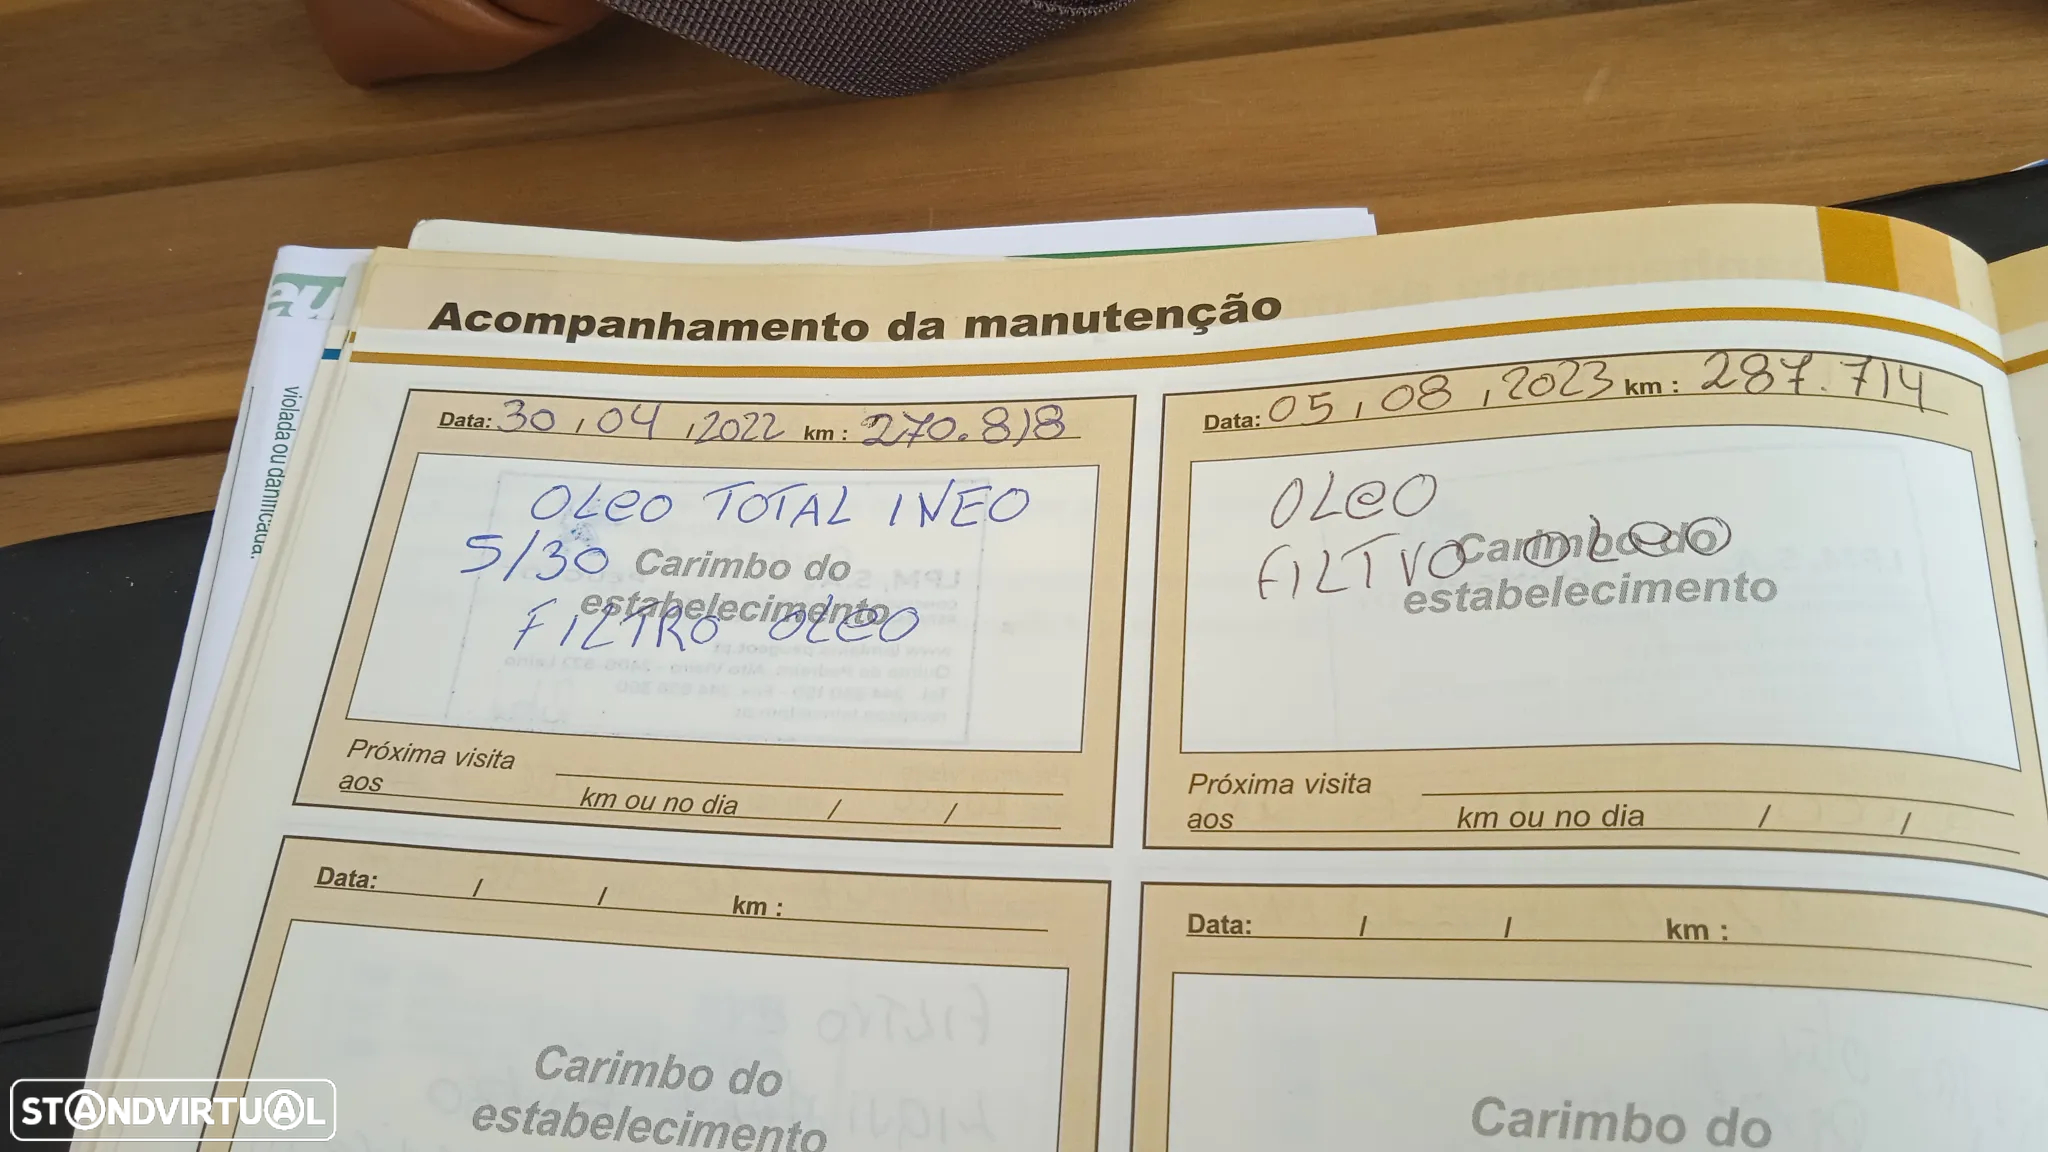 Acompanhamento da manutenção
Data: 30 / 04 / 2022 km : 270.818
OLEO TOTAL INEO
5/30 Carimbo do
estabelecimento
FILTRO OLEO
Próxima visita
aos km ou no dia / /
Data: 05 / 08 / 2023 km : 287.714
OLEO
Carimbo do
FILTRO OLEO
estabelecimento
Próxima visita
aos km ou no dia / /
Data: / / km :
Carimbo do
estabelecimento
Data: / / km :
Carimbo do
violada ou danificada.
STANDVIRTUAL